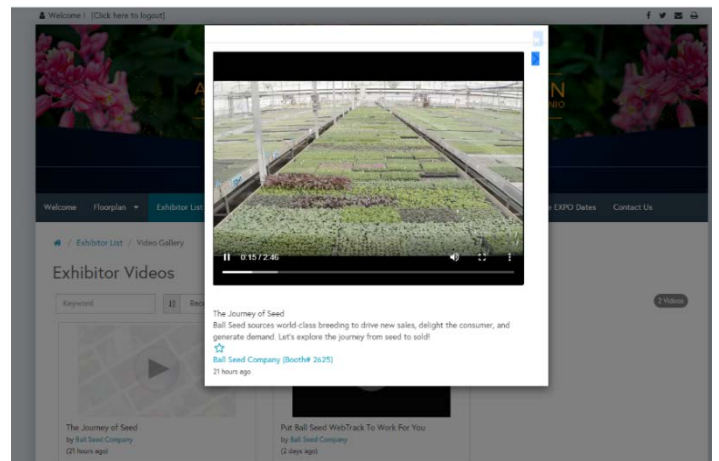 Welcome ! [Click here to logout]
A
N
Welcome Floorplan Exhibitor List
EXPO Dates Contact Us
/ Exhibitor List / Video Gallery
Exhibitor Videos
Keyword
2 Videos
0:15 / 2:46
The Journey of Seed
Ball Seed sources world-class breeding to drive new sales, delight the consumer, and
generate demand. Let's explore the journey from seed to sold!
Ball Seed Company (Booth# 2625)
21 hours ago
The Journey of Seed
by Ball Seed Company
(21 hours ago)
Put Ball Seed WebTrack To Work For You
by Ball Seed Company
(2 days ago)